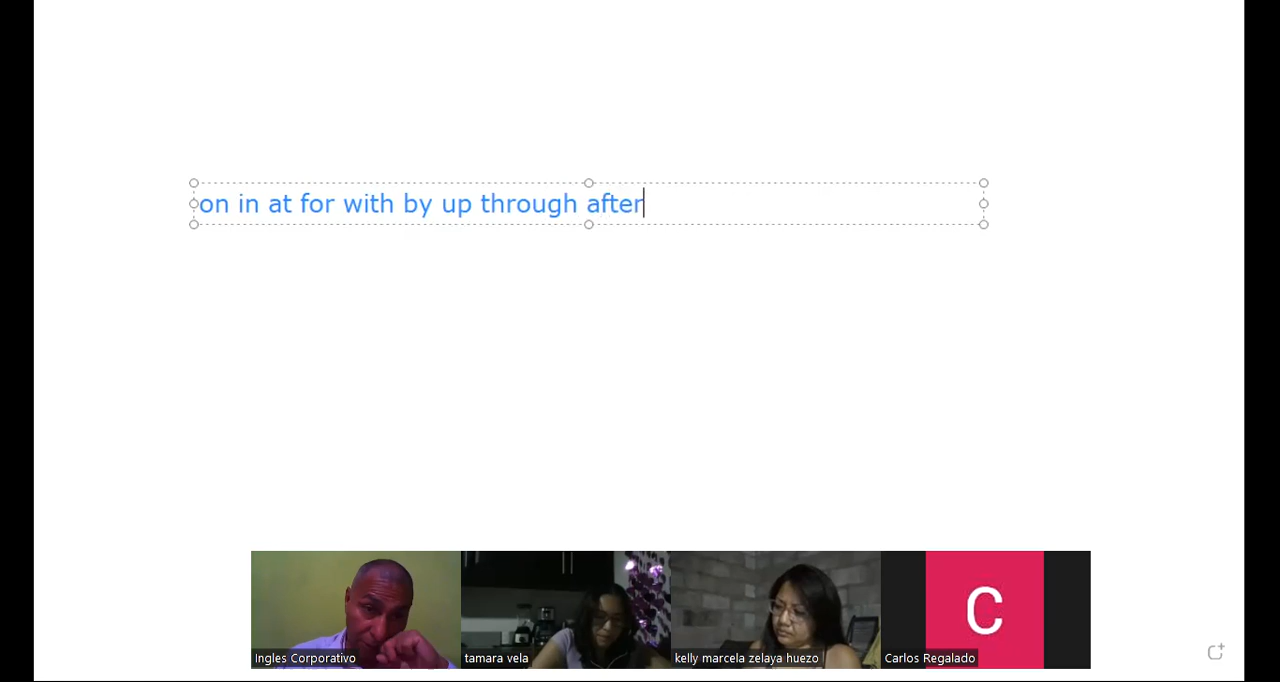 on in at for with by up through after
Ingles Corporativo
tamara vela
kelly marcela zelaya huezo
C
Carlos Regalado